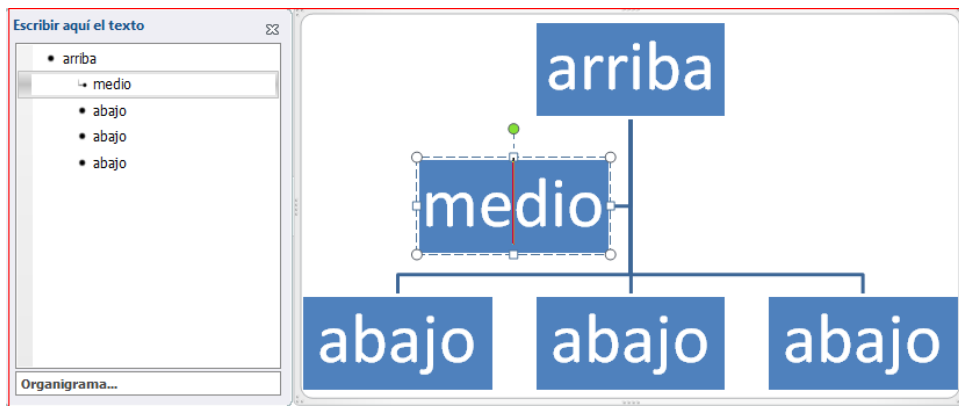 Escribir aquí el texto
arriba
medio
abajo
abajo
abajo
Organigrama...
arriba
medio
abajo abajo abajo